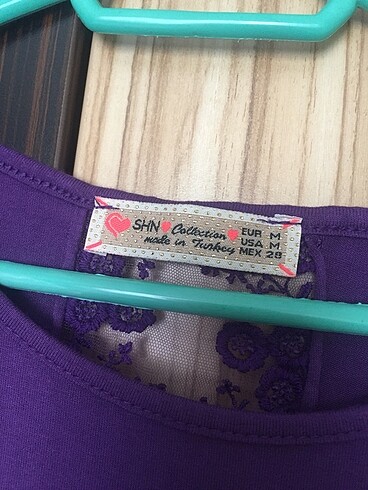 SHN Collection
made in Turkey
EUR M
USA M
MEX 28